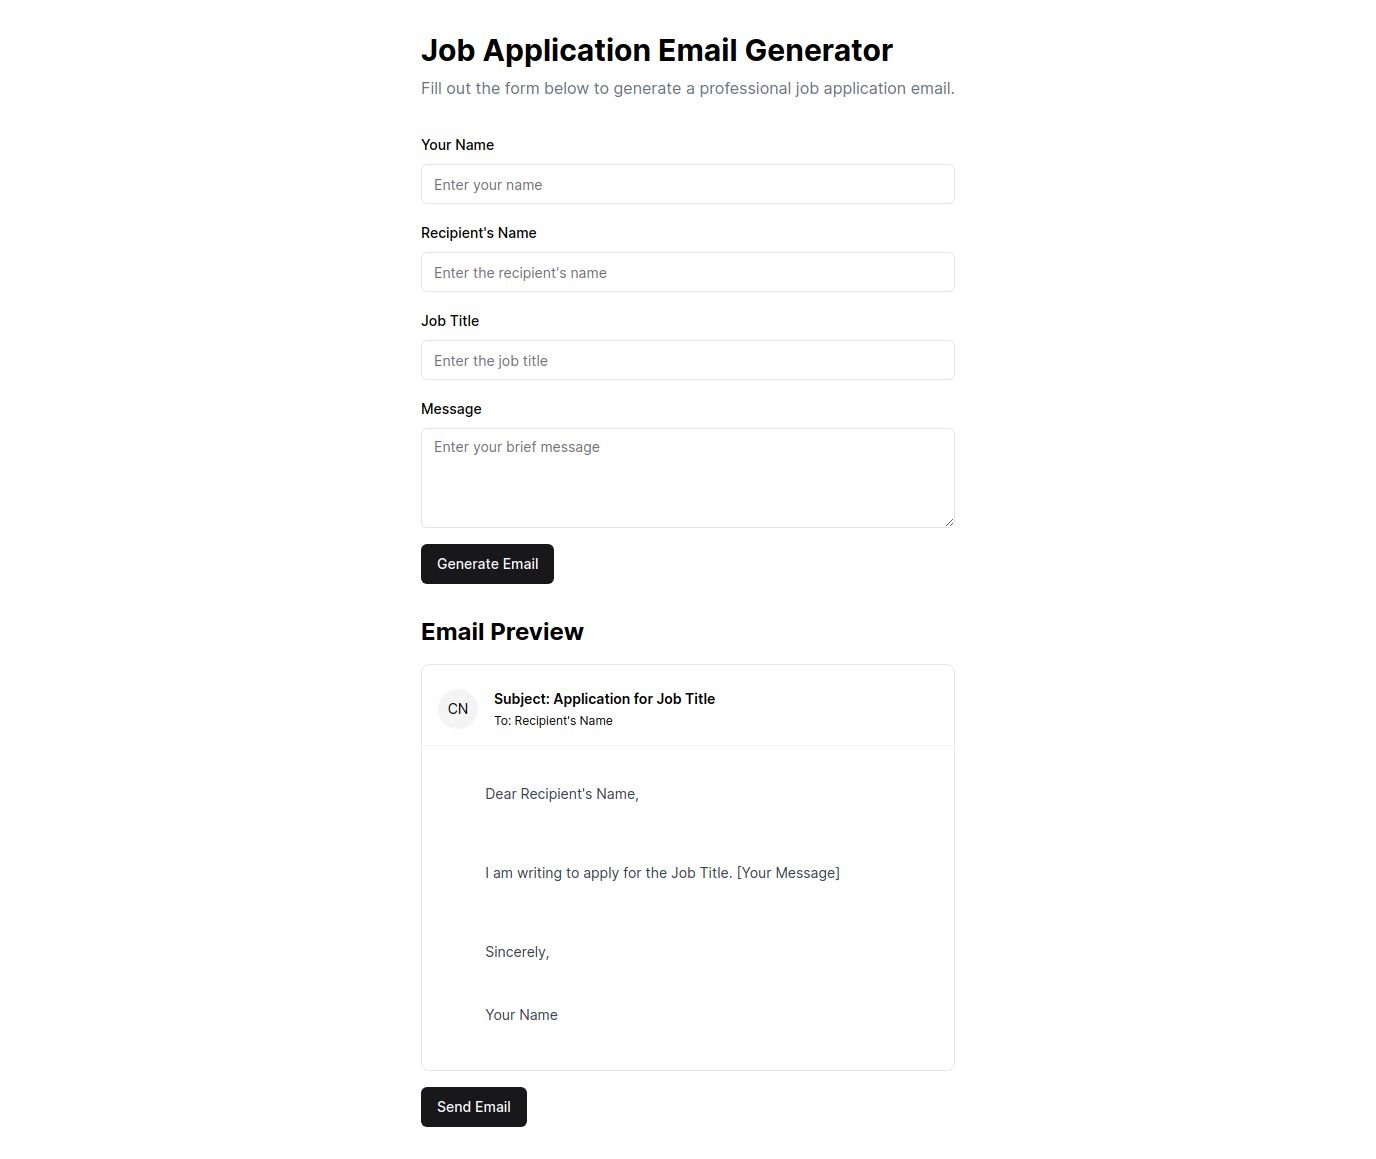 Job Application Email Generator
Fill out the form below to generate a professional job application email.
Your Name
Enter your name
Recipient's Name
Enter the recipient's name
Job Title
Enter the job title
Message
Enter your brief message
Generate Email
Email Preview
CN
Subject: Application for Job Title
To: Recipient's Name
Dear Recipient's Name,
I am writing to apply for the Job Title. [Your Message]
Sincerely,
Your Name
Send Email